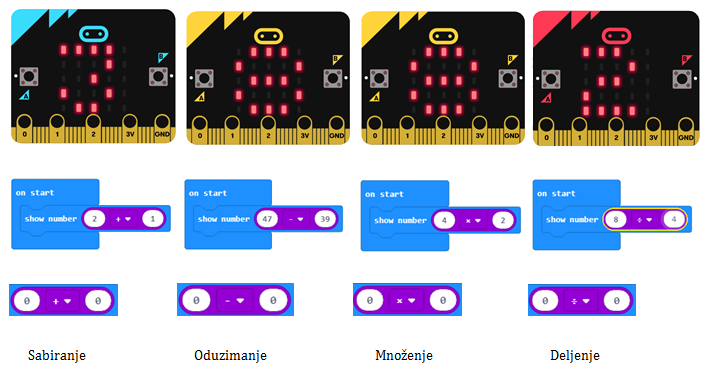 B B B B
A A A A
0 1 2 3V GND 0 1 2 3V GND 0 1 2 3V GND 0 1 2 3V GND
on start on start on start on start
show number 2 + 1 show number 47 - 39 show number 4 × 2 show number 8 ÷ 4
0 + 0 0 - 0 0 × 0 0 ÷ 0
Sabiranje Oduzimanje Množenje Deljenje